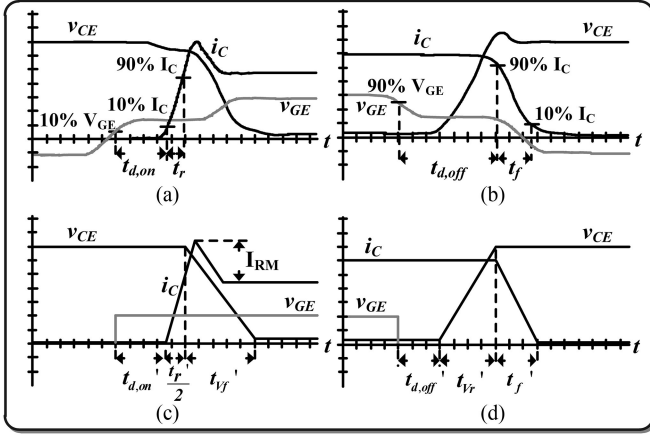 v_CE
i_C
90% I_C
10% V_GE
10% I_C
v_GE
t
t_d,on
t_r
(a)
i_C
v_CE
90% V_GE
90% I_C
v_GE
10% I_C
t
t_d,off
t_f
(b)
v_CE
I_RM
i_C
v_GE
t
t_d,on'
t_r'/2
t_Vf'
(c)
v_CE
i_C
v_GE
t
t_d,off'
t_Vr'
t_f'
(d)